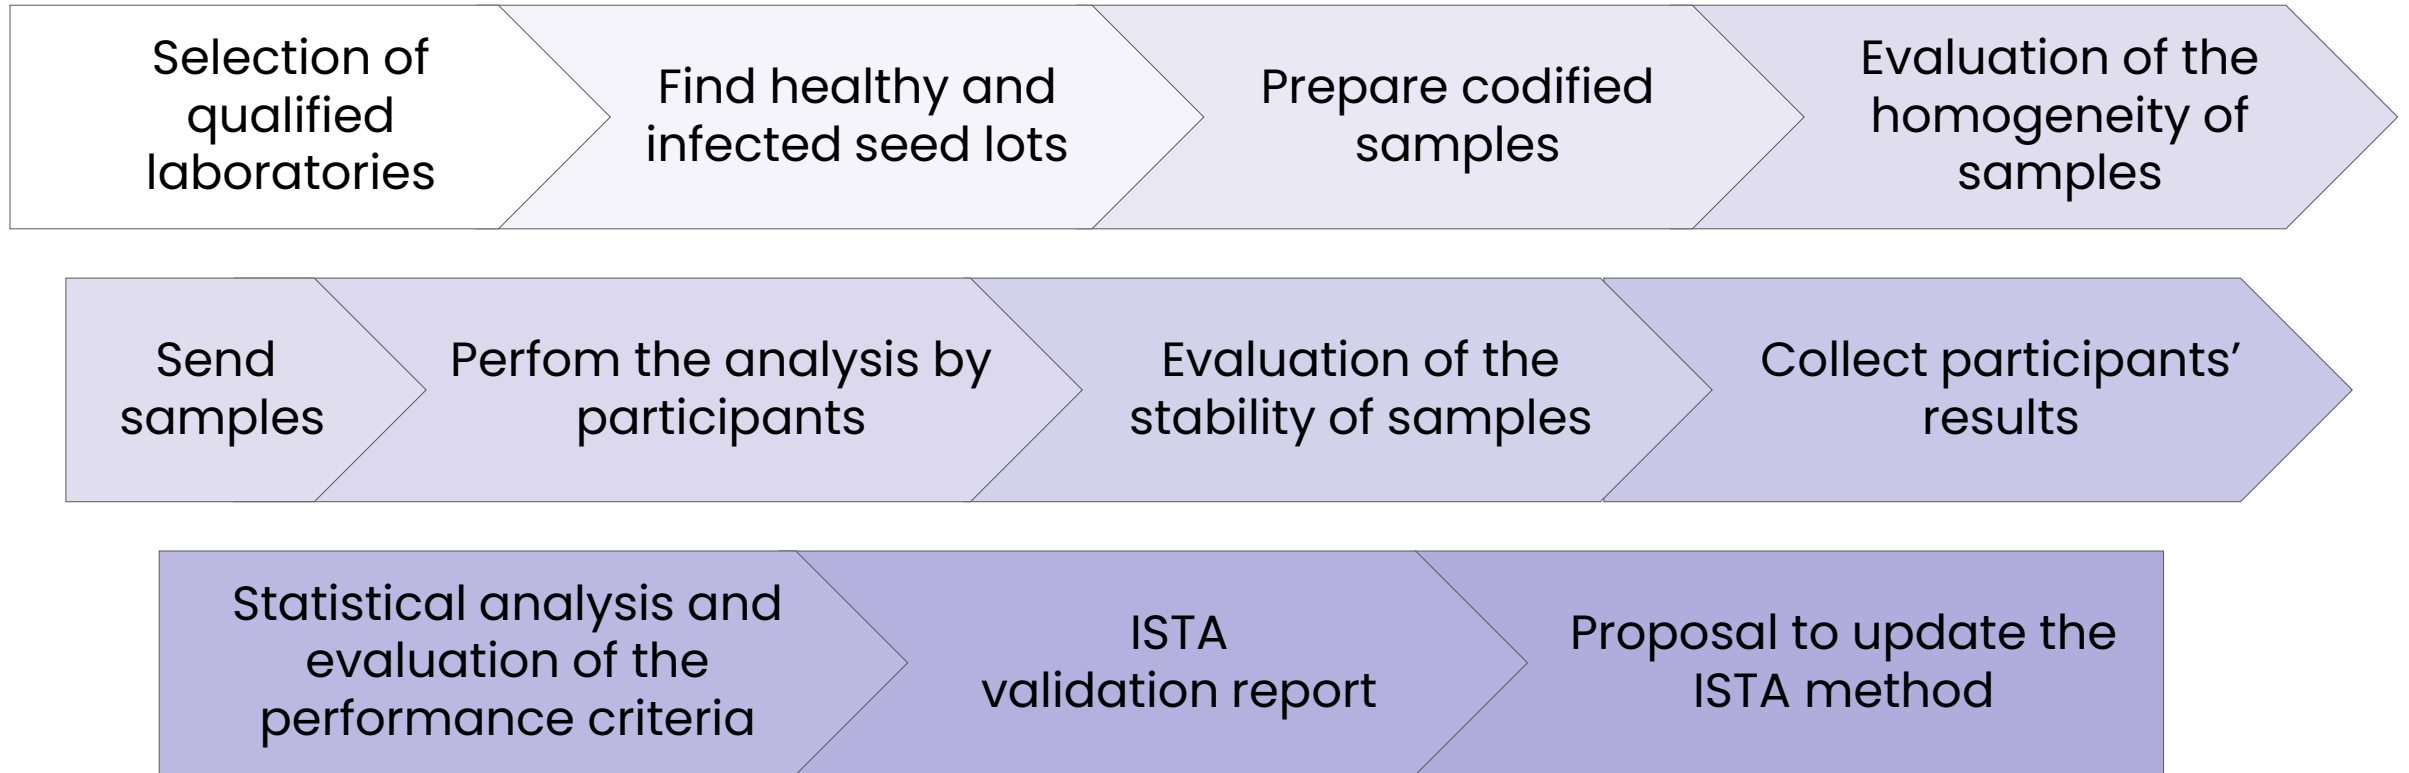 Selection of
qualified
laboratories
Find healthy and
infected seed lots
Prepare codified
samples
Evaluation of the
homogeneity of
samples
Send
samples
Perfom the analysis by
participants
Evaluation of the
stability of samples
Collect participants’
results
Statistical analysis and
evaluation of the
performance criteria
ISTA
validation report
Proposal to update the
ISTA method